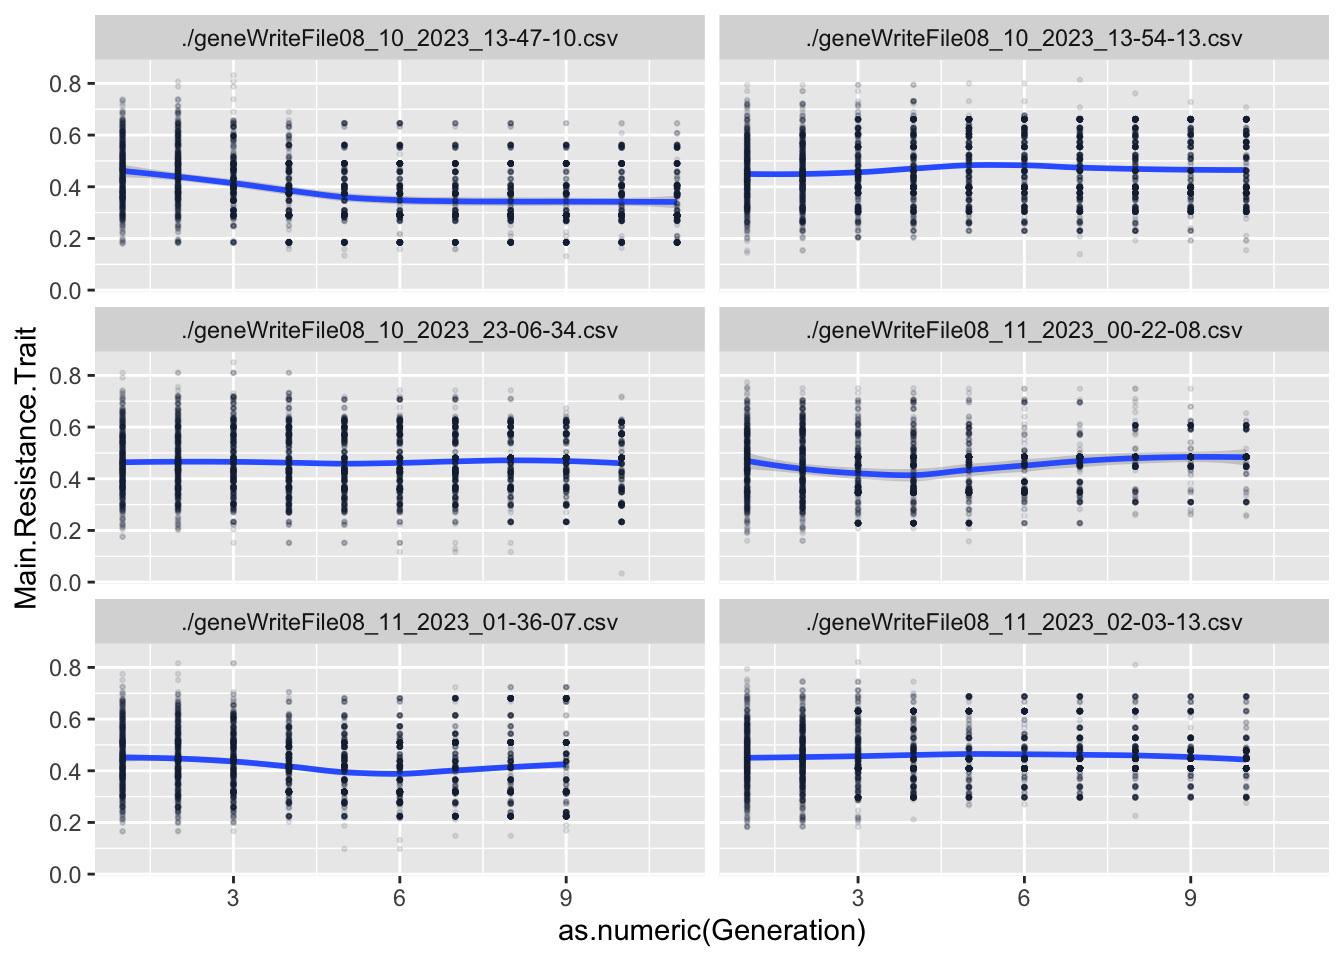 ./geneWriteFile08_10_2023_13-47-10.csv
./geneWriteFile08_10_2023_13-54-13.csv
0.8
0.6
0.4
0.2
0.0
./geneWriteFile08_10_2023_23-06-34.csv
./geneWriteFile08_11_2023_00-22-08.csv
0.8
0.6
0.4
0.2
0.0
Main.Resistance.Trait
./geneWriteFile08_11_2023_01-36-07.csv
./geneWriteFile08_11_2023_02-03-13.csv
0.8
0.6
0.4
0.2
0.0
3 6 9 3 6 9
as.numeric(Generation)